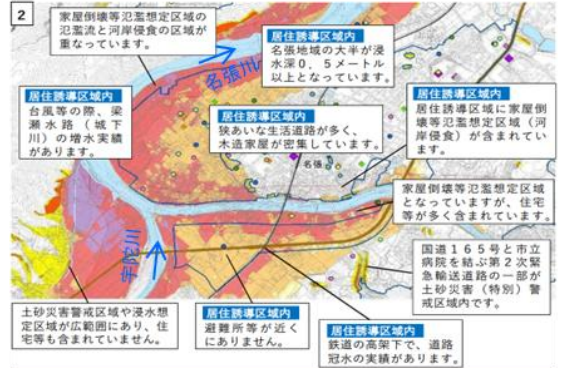 2
家屋倒壊等氾濫想定区域の
氾濫流と河岸侵食の区域が
重なっています。
居住誘導区域内
名張地域の大半が浸
水深0．5メートル
以上となっています。
名張川
居住誘導区域内
台風等の際、梁
瀬水路（城下
川）の増水実績
があります。
居住誘導区域内
狭あいな生活道路が多く、
木造家屋が密集しています。
居住誘導区域内
居住誘導区域に家屋倒
壊等氾濫想定区域（河
岸侵食）が含まれてい
ます。
名張
家屋倒壊等氾濫想定区域
となっていますが、住宅
等が多く含まれています。
宇陀川
国道165号と市立
病院を結ぶ第2次緊
急輸送道路の一部が
土砂災害（特別）警
戒区域内です。
土砂災害警戒区域や浸水想
定区域が広範囲にあり、住
宅等も含まれていません。
居住誘導区域内
避難所等が近く
にありません。
居住誘導区域内
鉄道の高架下で、道路
冠水の実績があります。